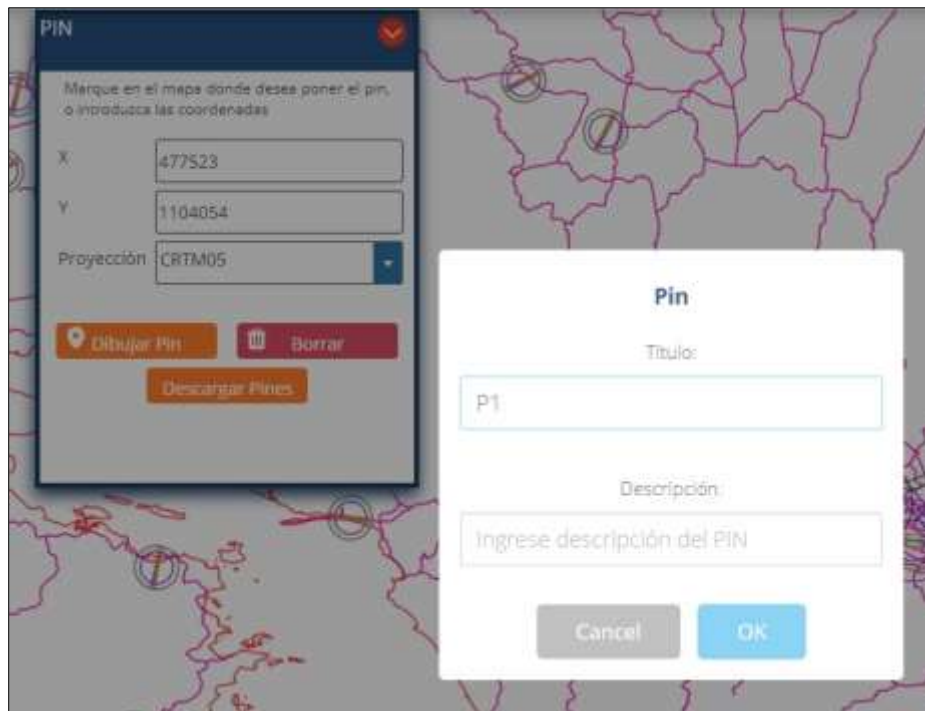 PIN
Marque en el mapa donde desea poner el pin,
o introduzca las coordenadas
X 477523
Y 1104054
Proyección CRTM05
Dibujar Pin Borrar
Descargar Pines
Pin
Título:
P1
Descripción:
Ingrese descripción del PIN
Cancel OK